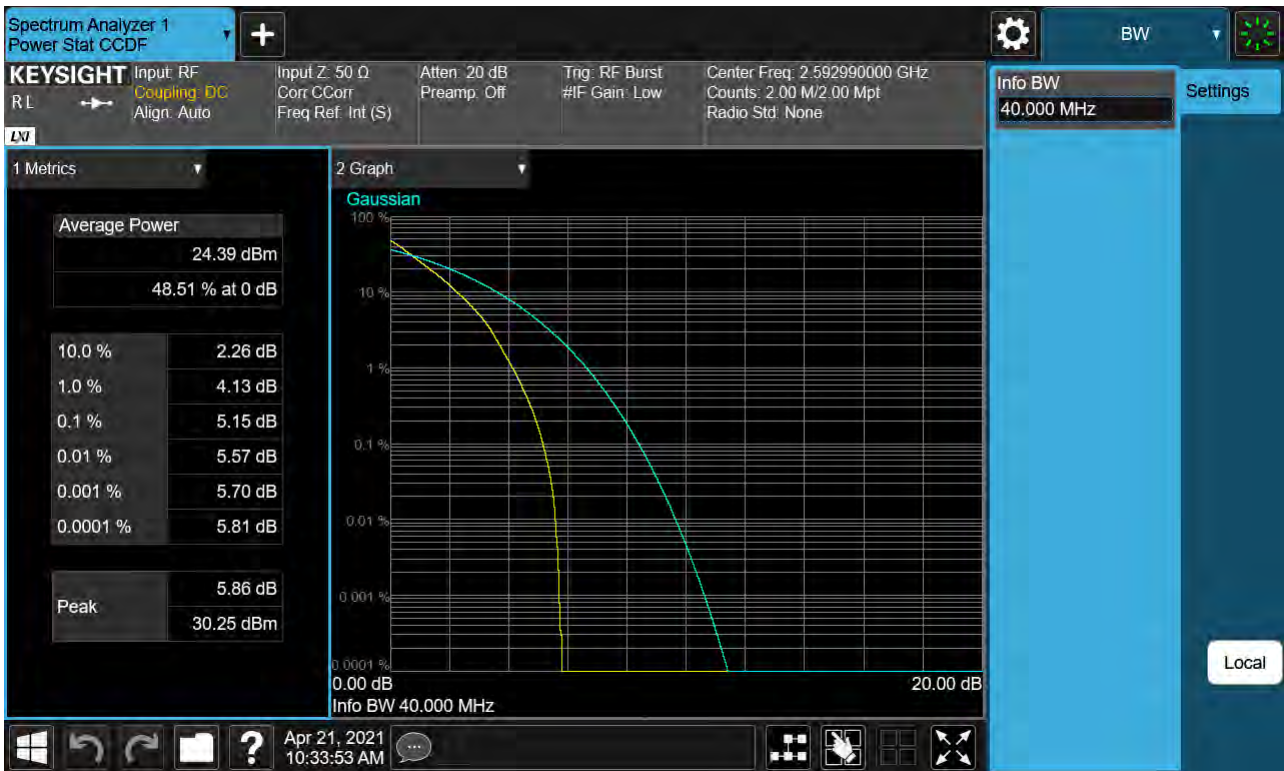 Spectrum Analyzer 1
Power Stat CCDF
BW
KEYSIGHT
R L
LXI
Input: RF
Coupling: DC
Align: Auto
Input Z: 50 Ω
Corr CCorr
Freq Ref: Int (S)
Atten: 20 dB
Preamp: Off
Trig: RF Burst
#IF Gain: Low
Center Freq: 2.592990000 GHz
Counts: 2.00 M/2.00 Mpt
Radio Std: None
Info BW
40.000 MHz
Settings
1 Metrics
Average Power
24.39 dBm
48.51 % at 0 dB
10.0 % 2.26 dB
1.0 % 4.13 dB
0.1 % 5.15 dB
0.01 % 5.57 dB
0.001 % 5.70 dB
0.0001 % 5.81 dB
Peak
5.86 dB
30.25 dBm
2 Graph
Gaussian
100 %
10 %
1 %
0.1 %
0.01 %
0.001 %
0.0001 %
0.00 dB 20.00 dB
Info BW 40.000 MHz
Local
?
Apr 21, 2021
10:33:53 AM